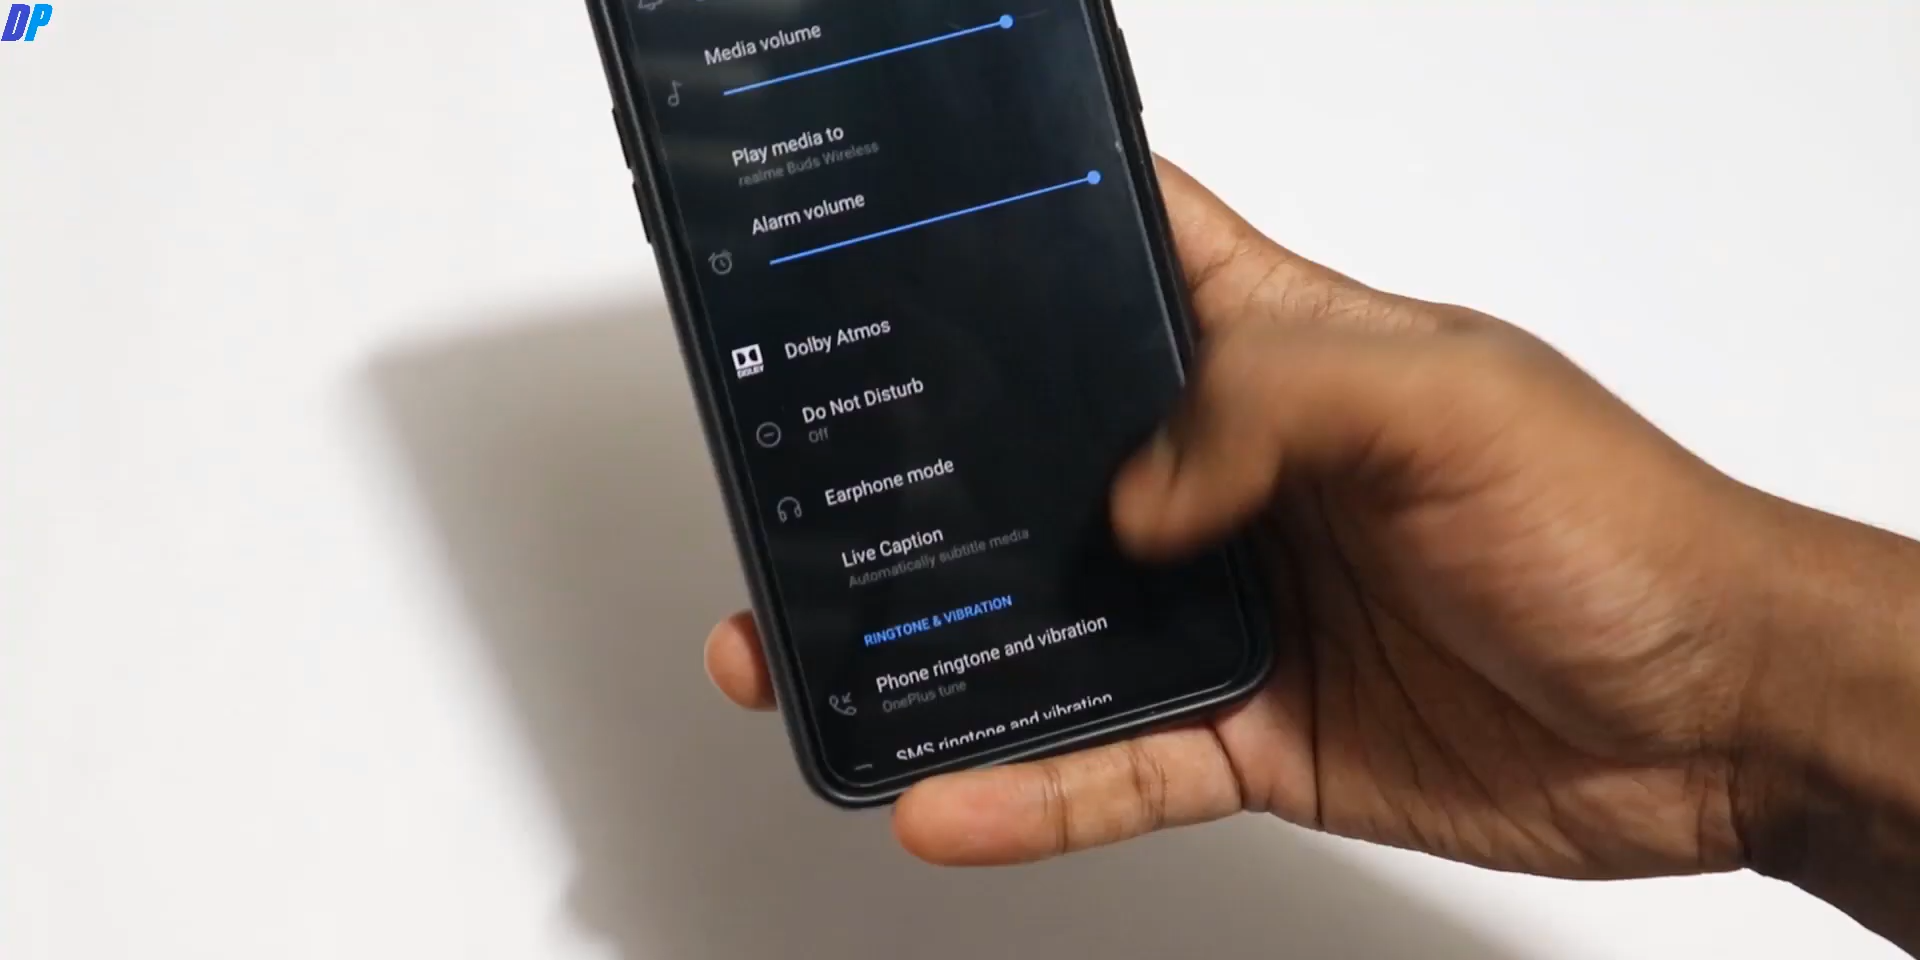 DP
Media volume
Play media to
realme Buds Wireless
Alarm volume
DOLBY
Dolby Atmos
Do Not Disturb
Off
Earphone mode
Live Caption
Automatically subtitle media
RINGTONE & VIBRATION
Phone ringtone and vibration
OnePlus tune
SMS ringtone and vibration